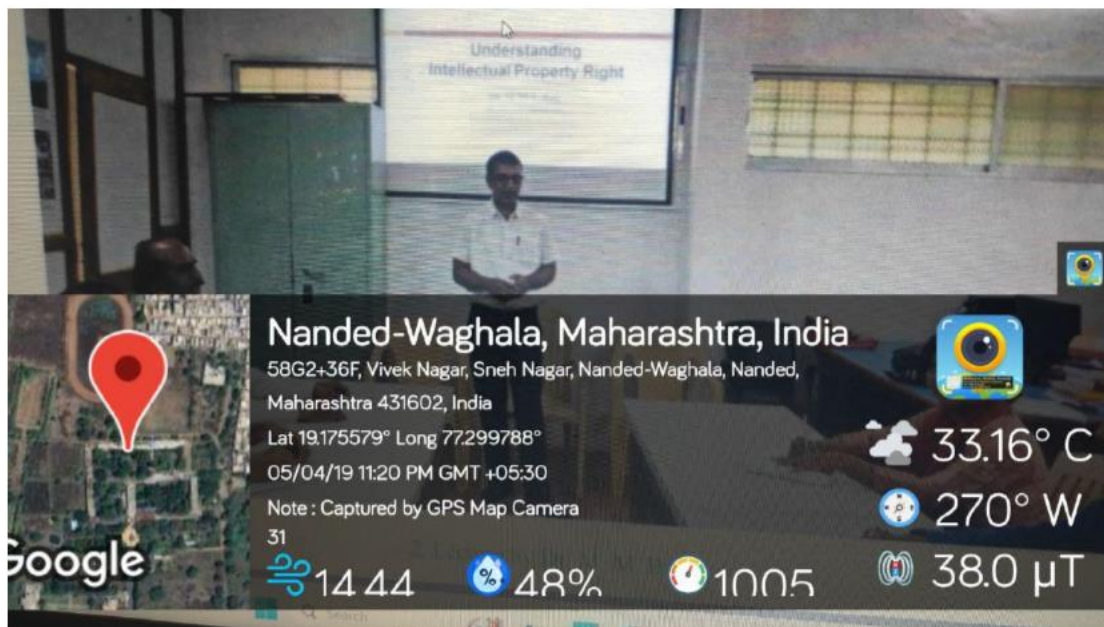 Understanding
Intellectual Property Right
Nanded-Waghala, Maharashtra, India
58G2+36F, Vivek Nagar, Sneh Nagar, Nanded-Waghala, Nanded,
Maharashtra 431602, India
Lat 19.175579° Long 77.299788°
05/04/19 11:20 PM GMT +05:30
Note : Captured by GPS Map Camera
31
Google
33.16° C
270° W
38.0 µT
14.44
48%
1005
Search